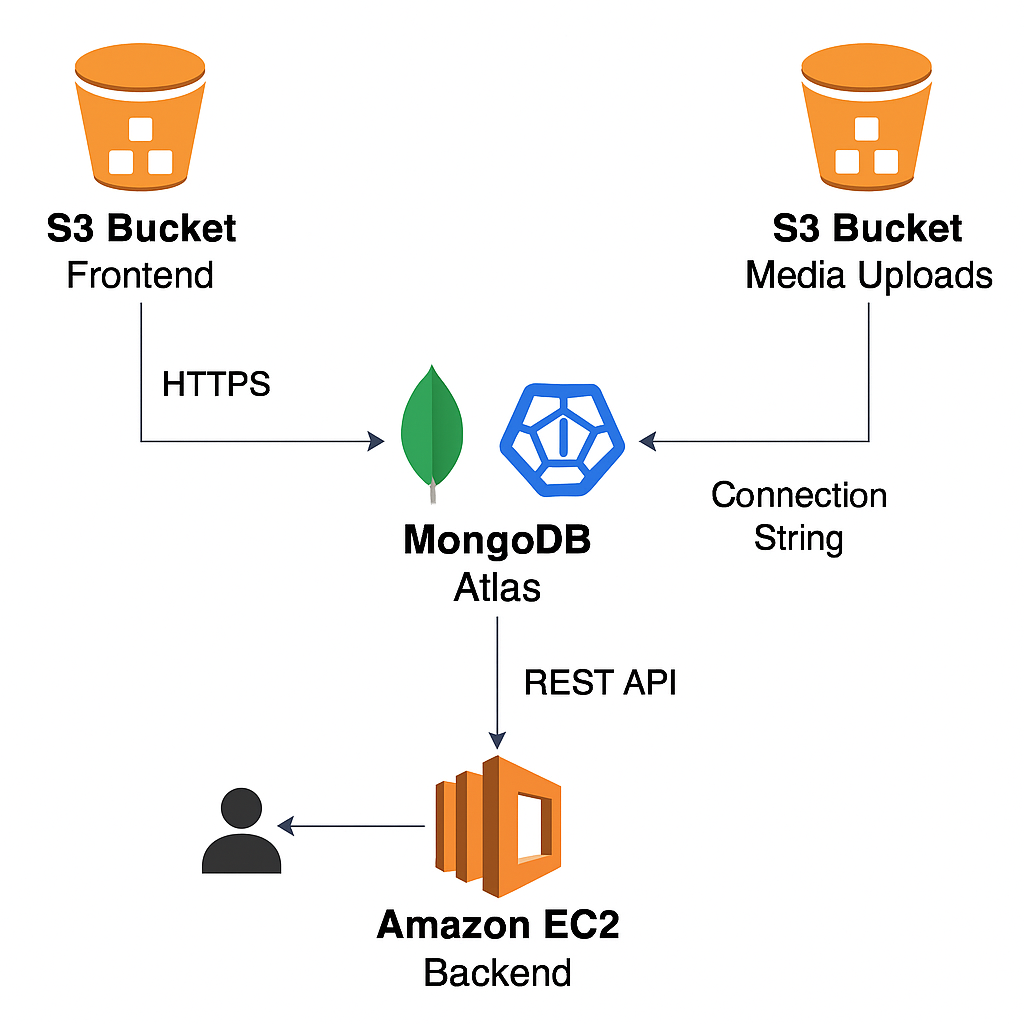 S3 Bucket
Frontend
S3 Bucket
Media Uploads
HTTPS
Connection
String
MongoDB
Atlas
REST API
Amazon EC2
Backend